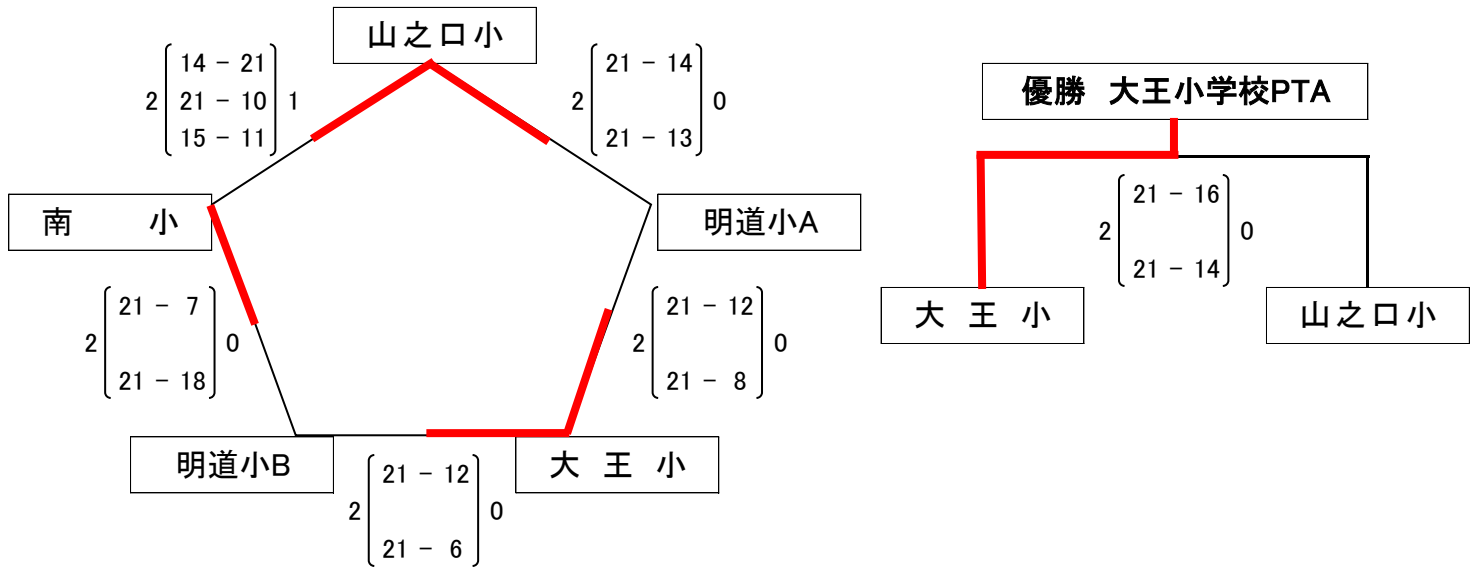 山之口小
2 14 - 21 1
21 - 10
15 - 11
2 21 - 14 0
21 - 13
南 小
明道小A
2 21 - 7 0
21 - 18
2 21 - 12 0
21 - 8
明道小B
大 王 小
2 21 - 12 0
21 - 6
優勝 大王小学校PTA
2 21 - 16 0
21 - 14
大 王 小
山之口小